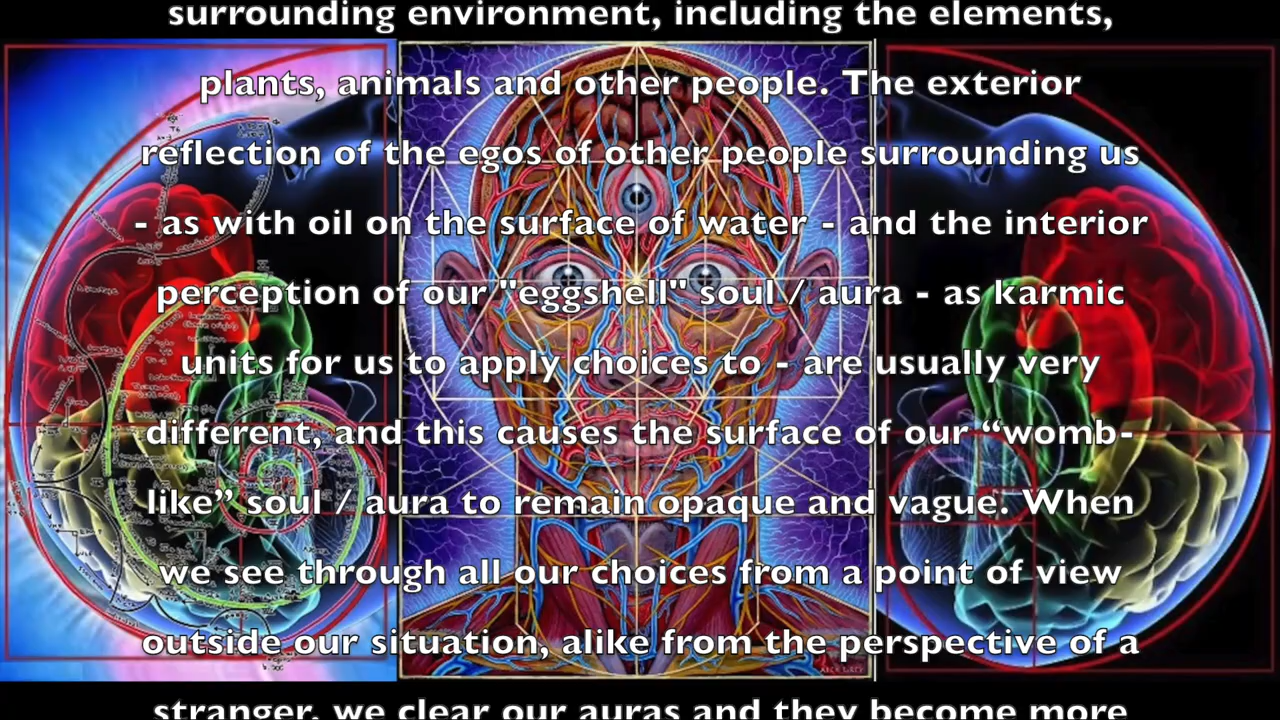 surrounding environment, including the elements,
plants, animals and other people. The exterior
reflection of the egos of other people surrounding us
- as with oil on the surface of water - and the interior
perception of our "eggshell" soul / aura - as karmic
units for us to apply choices to - are usually very
different, and this causes the surface of our “womb-
like” soul / aura to remain opaque and vague. When
we see through all our choices from a point of view
outside our situation, alike from the perspective of a
stranger, we clear our auras and they become more